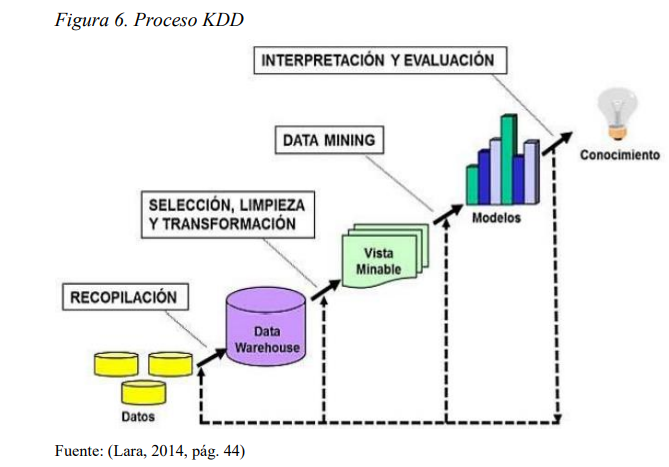 Figura 6. Proceso KDD
INTERPRETACIÓN Y EVALUACIÓN
Conocimiento
DATA MINING
Modelos
SELECCIÓN, LIMPIEZA
Y TRANSFORMACIÓN
Vista
Minable
RECOPILACIÓN
Data
Warehouse
Datos
Fuente: (Lara, 2014, pág. 44)